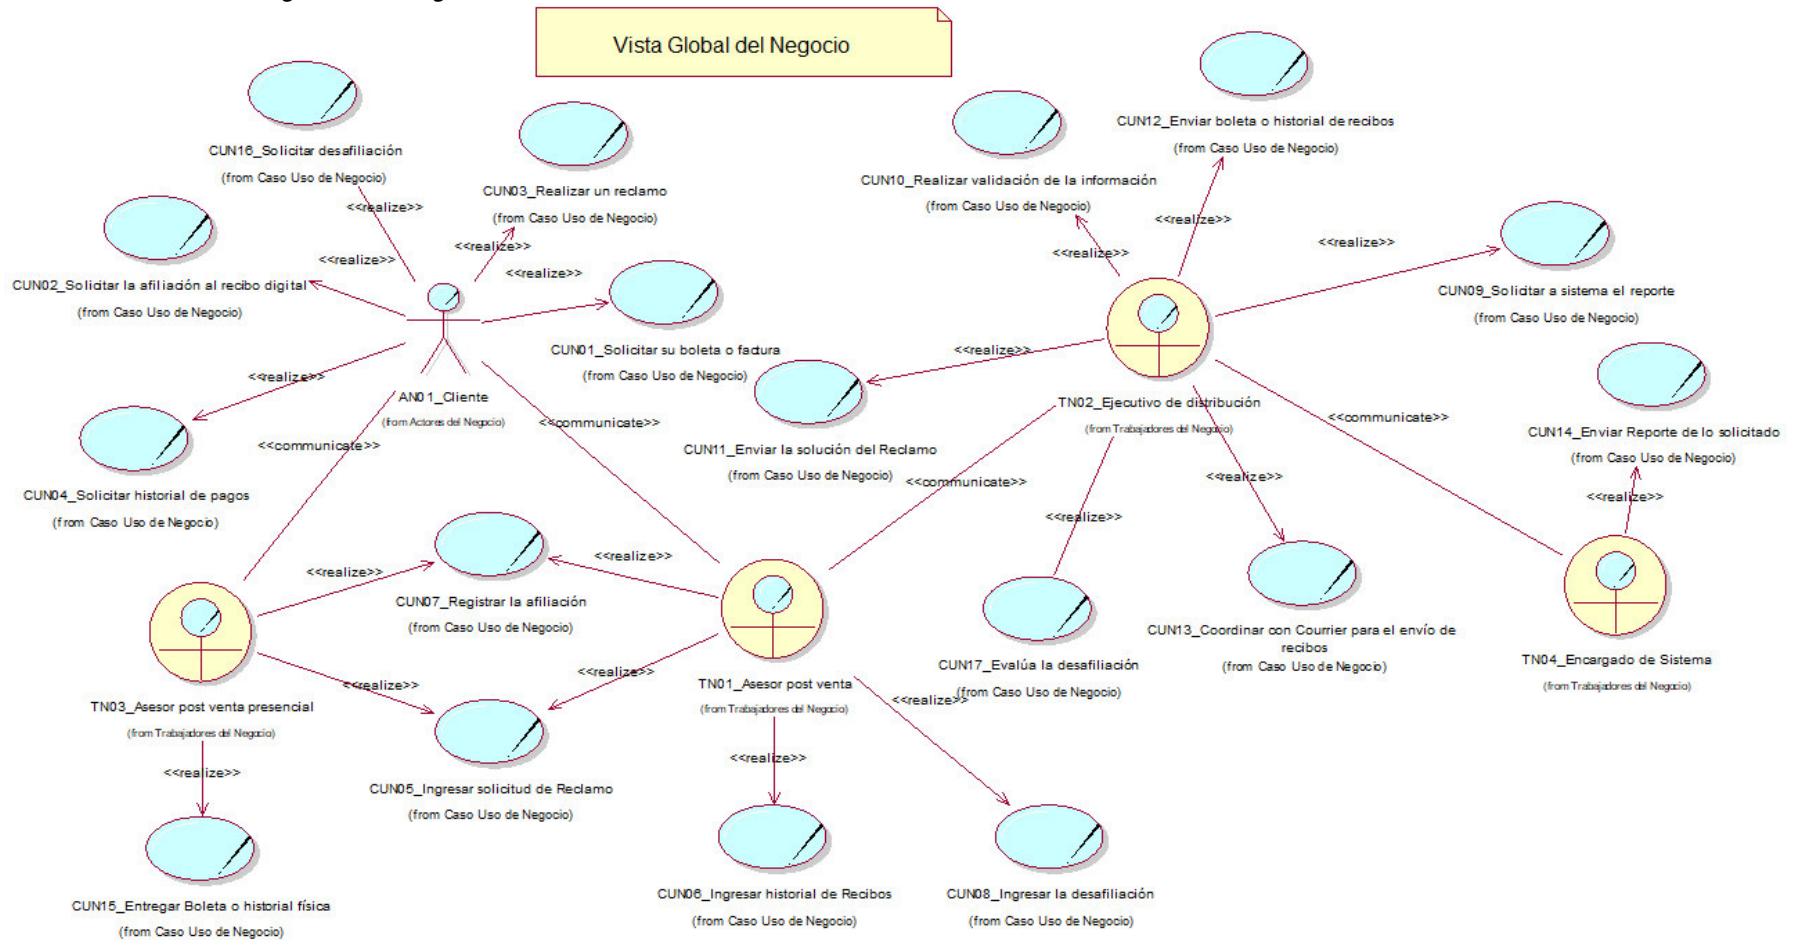 Vista Global del Negocio
CUN16_Solicitar desafiliación
(from Caso Uso de Negocio)
<<realize>>
CUN03_Realizar un reclamo
(from Caso Uso de Negocio)
<<realize>>
CUN12_Enviar boleta o historial de recibos
(from Caso Uso de Negocio)
<<realize>>
CUN10_Realizar validación de la información
(from Caso Uso de Negocio)
<<realize>>
<<realize>>
CUN09_Solicitar a sistema el reporte
(from Caso Uso de Negocio)
<<realize>>
CUN02_Solicitar la afiliación al recibo digital
(from Caso Uso de Negocio)
<<realize>>
CUN01_Solicitar su boleta o factura
(from Caso Uso de Negocio)
<<realize>>
AN01_Cliente
(from Actores del Negocio)
<<realize>>
CUN11_Enviar la solución del Reclamo
(from Caso Uso de Negocio)
TN02_Ejecutivo de distribución
(from Trabajadores del Negocio)
<<communicate>>
CUN14_Enviar Reporte de lo solicitado
(from Caso Uso de Negocio)
<<realize>>
<<communicate>>
<<communicate>>
CUN04_Solicitar historial de pagos
(from Caso Uso de Negocio)
<<communicate>>
<<realize>>
<<realize>>
<<realize>>
<<realize>>
CUN07_Registrar la afiliación
(from Caso Uso de Negocio)
CUN17_Evalúa la desafiliación
(from Caso Uso de Negocio)
CUN13_Coordinar con Courrier para el envío de
recibos
(from Caso Uso de Negocio)
TN04_Encargado de Sistema
(from Trabajadores del Negocio)
<<realize>>
<<realize>>
TN03_Asesor post venta presencial
(from Trabajadores del Negocio)
TN01_Asesor post venta
(from Trabajadores del Negocio)
<<realize>>
<<realize>>
<<realize>>
CUN05_Ingresar solicitud de Reclamo
(from Caso Uso de Negocio)
CUN15_Entregar Boleta o historial física
(from Caso Uso de Negocio)
CUN06_Ingresar historial de Recibos
(from Caso Uso de Negocio)
CUN08_Ingresar la desafiliación
(from Caso Uso de Negocio)